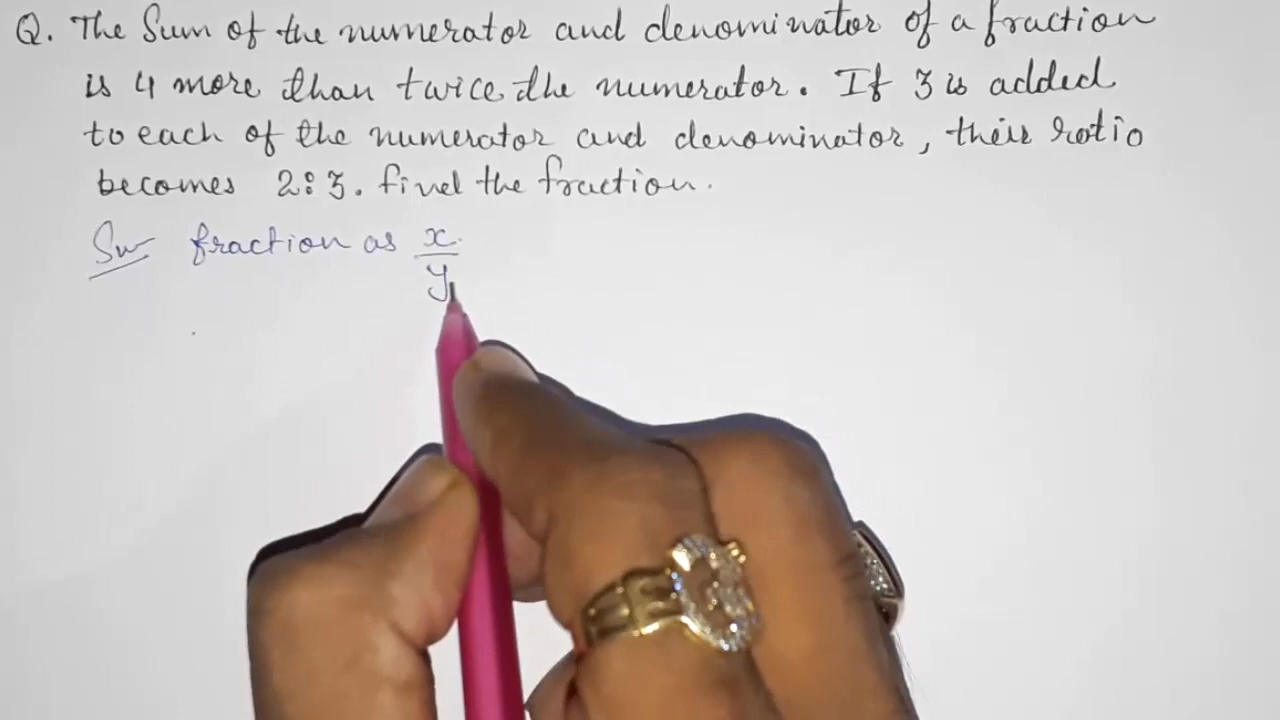 Q. The Sum of the numerator and denominator of a fraction
is 4 more than twice the numerator. If 3 is added
to each of the numerator and denominator, their ratio
becomes 2:3. find the fraction.
fraction as x/y